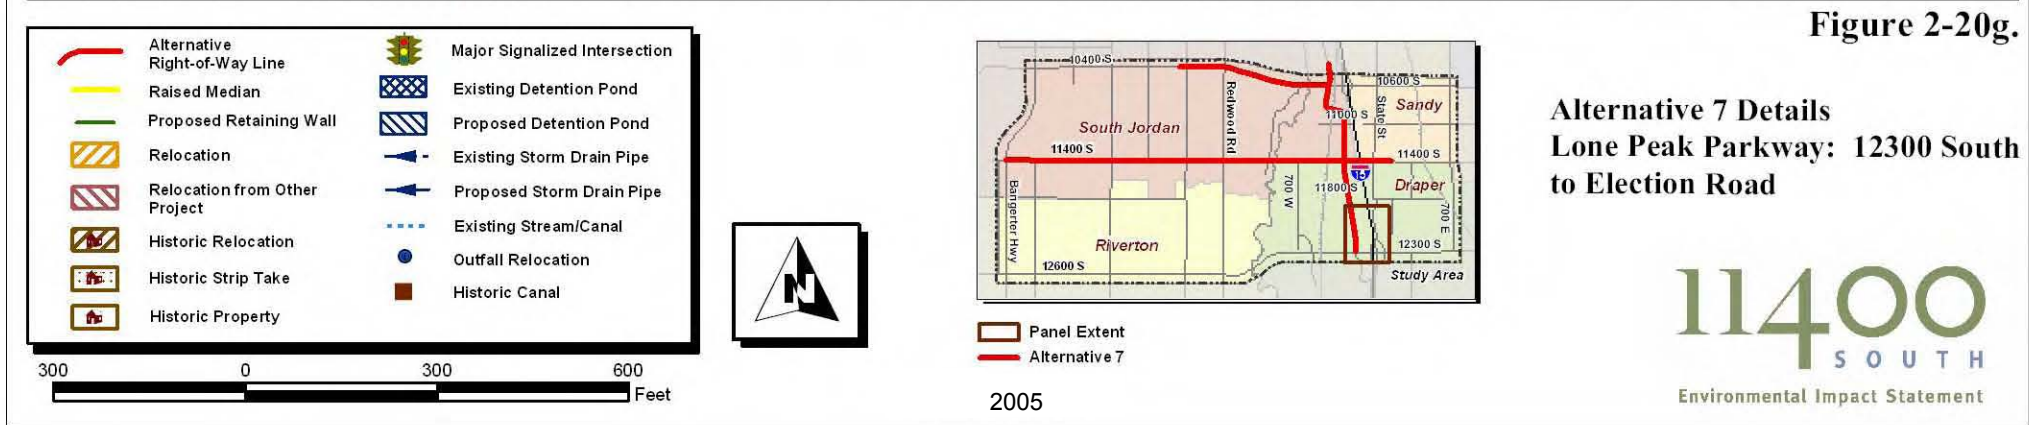 Figure 2-20g.
Alternative 7 Details
Lone Peak Parkway: 12300 South
to Election Road
Alternative
Right-of-Way Line
Raised Median
Proposed Retaining Wall
Relocation
Relocation from Other
Project
Historic Relocation
Historic Strip Take
Historic Property
Major Signalized Intersection
Existing Detention Pond
Proposed Detention Pond
Existing Storm Drain Pipe
Proposed Storm Drain Pipe
Existing Stream/Canal
Outfall Relocation
Historic Canal
300 0 300 600
Feet
N
10400 S
10600 S
Redwood Rd
State St
Sandy
11000 S
South Jordan
11400 S
11400 S
15
Bangerter Hwy
700 W
11800 S
Draper
700 E
Riverton
12300 S
12600 S
Study Area
Panel Extent
Alternative 7
2005
11400
SOUTH
Environmental Impact Statement